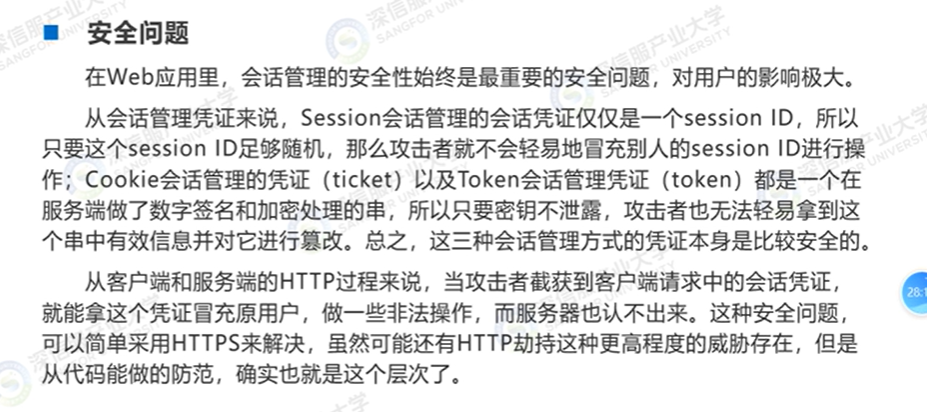 安全问题
在Web应用里，会话管理的安全性始终是最重要的安全问题，对用户的影响极大。
从会话管理凭证来说，Session会话管理的会话凭证仅仅是一个session ID，所以
只要这个session ID足够随机，那么攻击者就不会轻易地冒充别人的session ID进行操
作；Cookie会话管理的凭证（ticket）以及Token会话管理凭证（token）都是一个在
服务端做了数字签名和加密处理的串，所以只要密钥不泄露，攻击者也无法轻易拿到这
个串中有效信息并对它进行篡改。总之，这三种会话管理方式的凭证本身是比较安全的。
从客户端和服务端的HTTP过程来说，当攻击者截获到客户端请求中的会话凭证，
就能拿这个凭证冒充原用户，做一些非法操作，而服务器也认不出来。这种安全问题，
可以简单采用HTTPS来解决，虽然可能还有HTTP劫持这种更高程度的威胁存在，但是
从代码能做的防范，确实也就是这个层次了。
深信服产业大学
SANGFOR UNIVERSITY